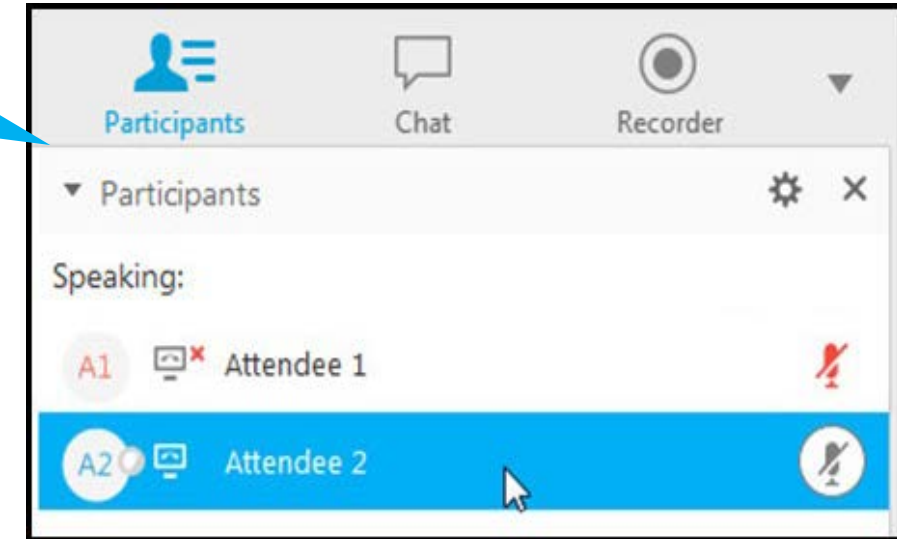 Participants Chat Recorder
Participants
Speaking:
A1 Attendee 1
A2 Attendee 2